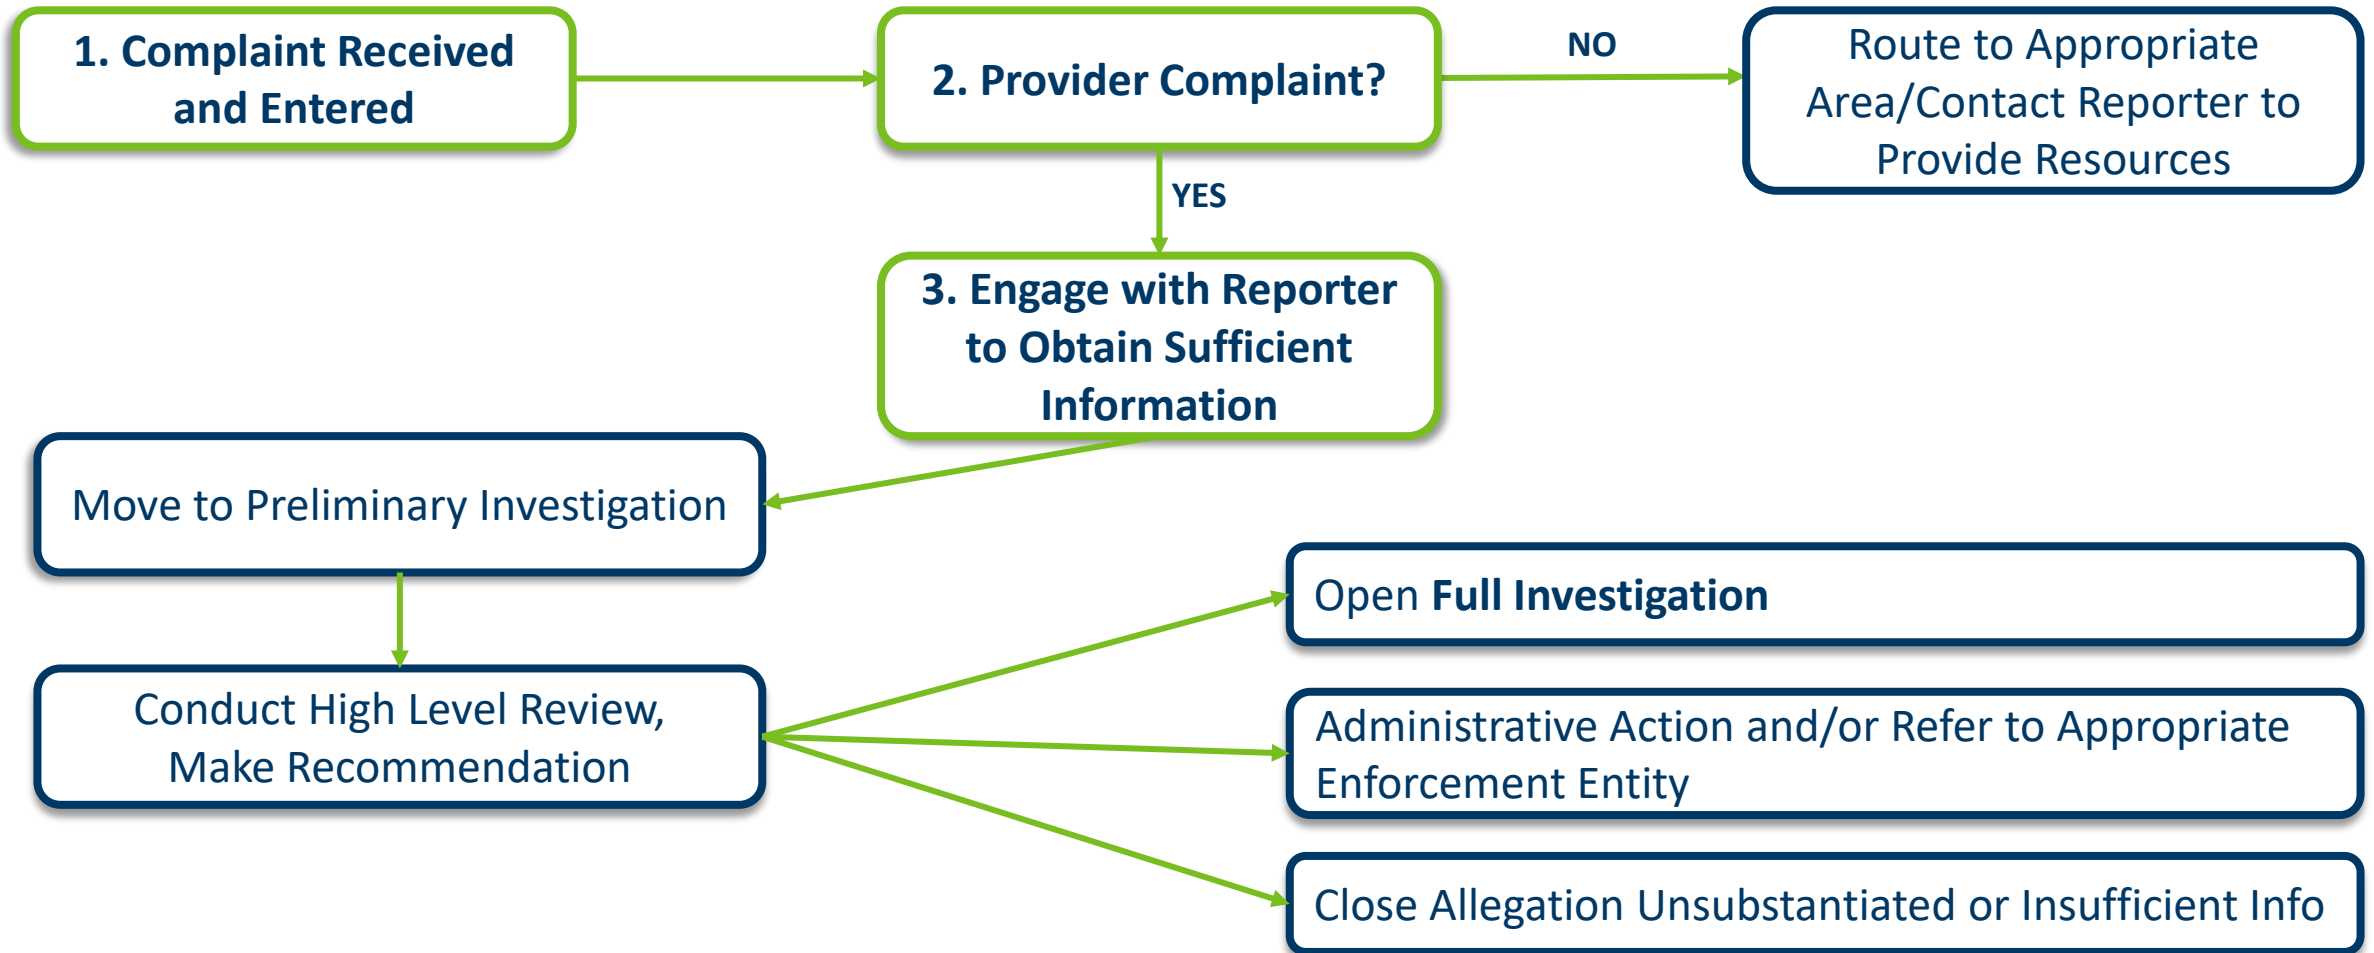 1. Complaint Received
and Entered
2. Provider Complaint?
NO
Route to Appropriate
Area/Contact Reporter to
Provide Resources
YES
3. Engage with Reporter
to Obtain Sufficient
Information
Move to Preliminary Investigation
Conduct High Level Review,
Make Recommendation
Open Full Investigation
Administrative Action and/or Refer to Appropriate
Enforcement Entity
Close Allegation Unsubstantiated or Insufficient Info